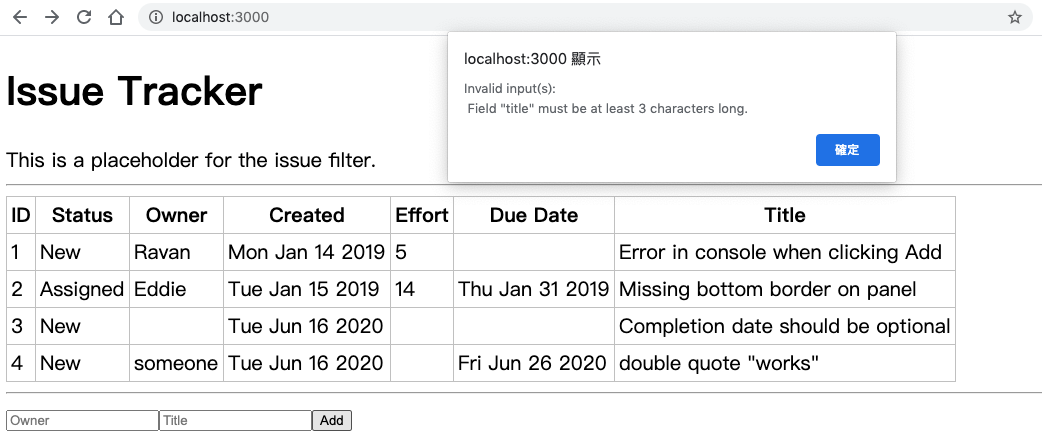 localhost:3000
localhost:3000 顯示
Invalid input(s):
Field "title" must be at least 3 characters long.
確定
Issue Tracker
This is a placeholder for the issue filter.
ID Status Owner Created Effort Due Date Title
1 New Ravan Mon Jan 14 2019 5 Error in console when clicking Add
2 Assigned Eddie Tue Jan 15 2019 14 Thu Jan 31 2019 Missing bottom border on panel
3 New Tue Jun 16 2020 Completion date should be optional
4 New someone Tue Jun 16 2020 Fri Jun 26 2020 double quote "works"
Owner Title Add